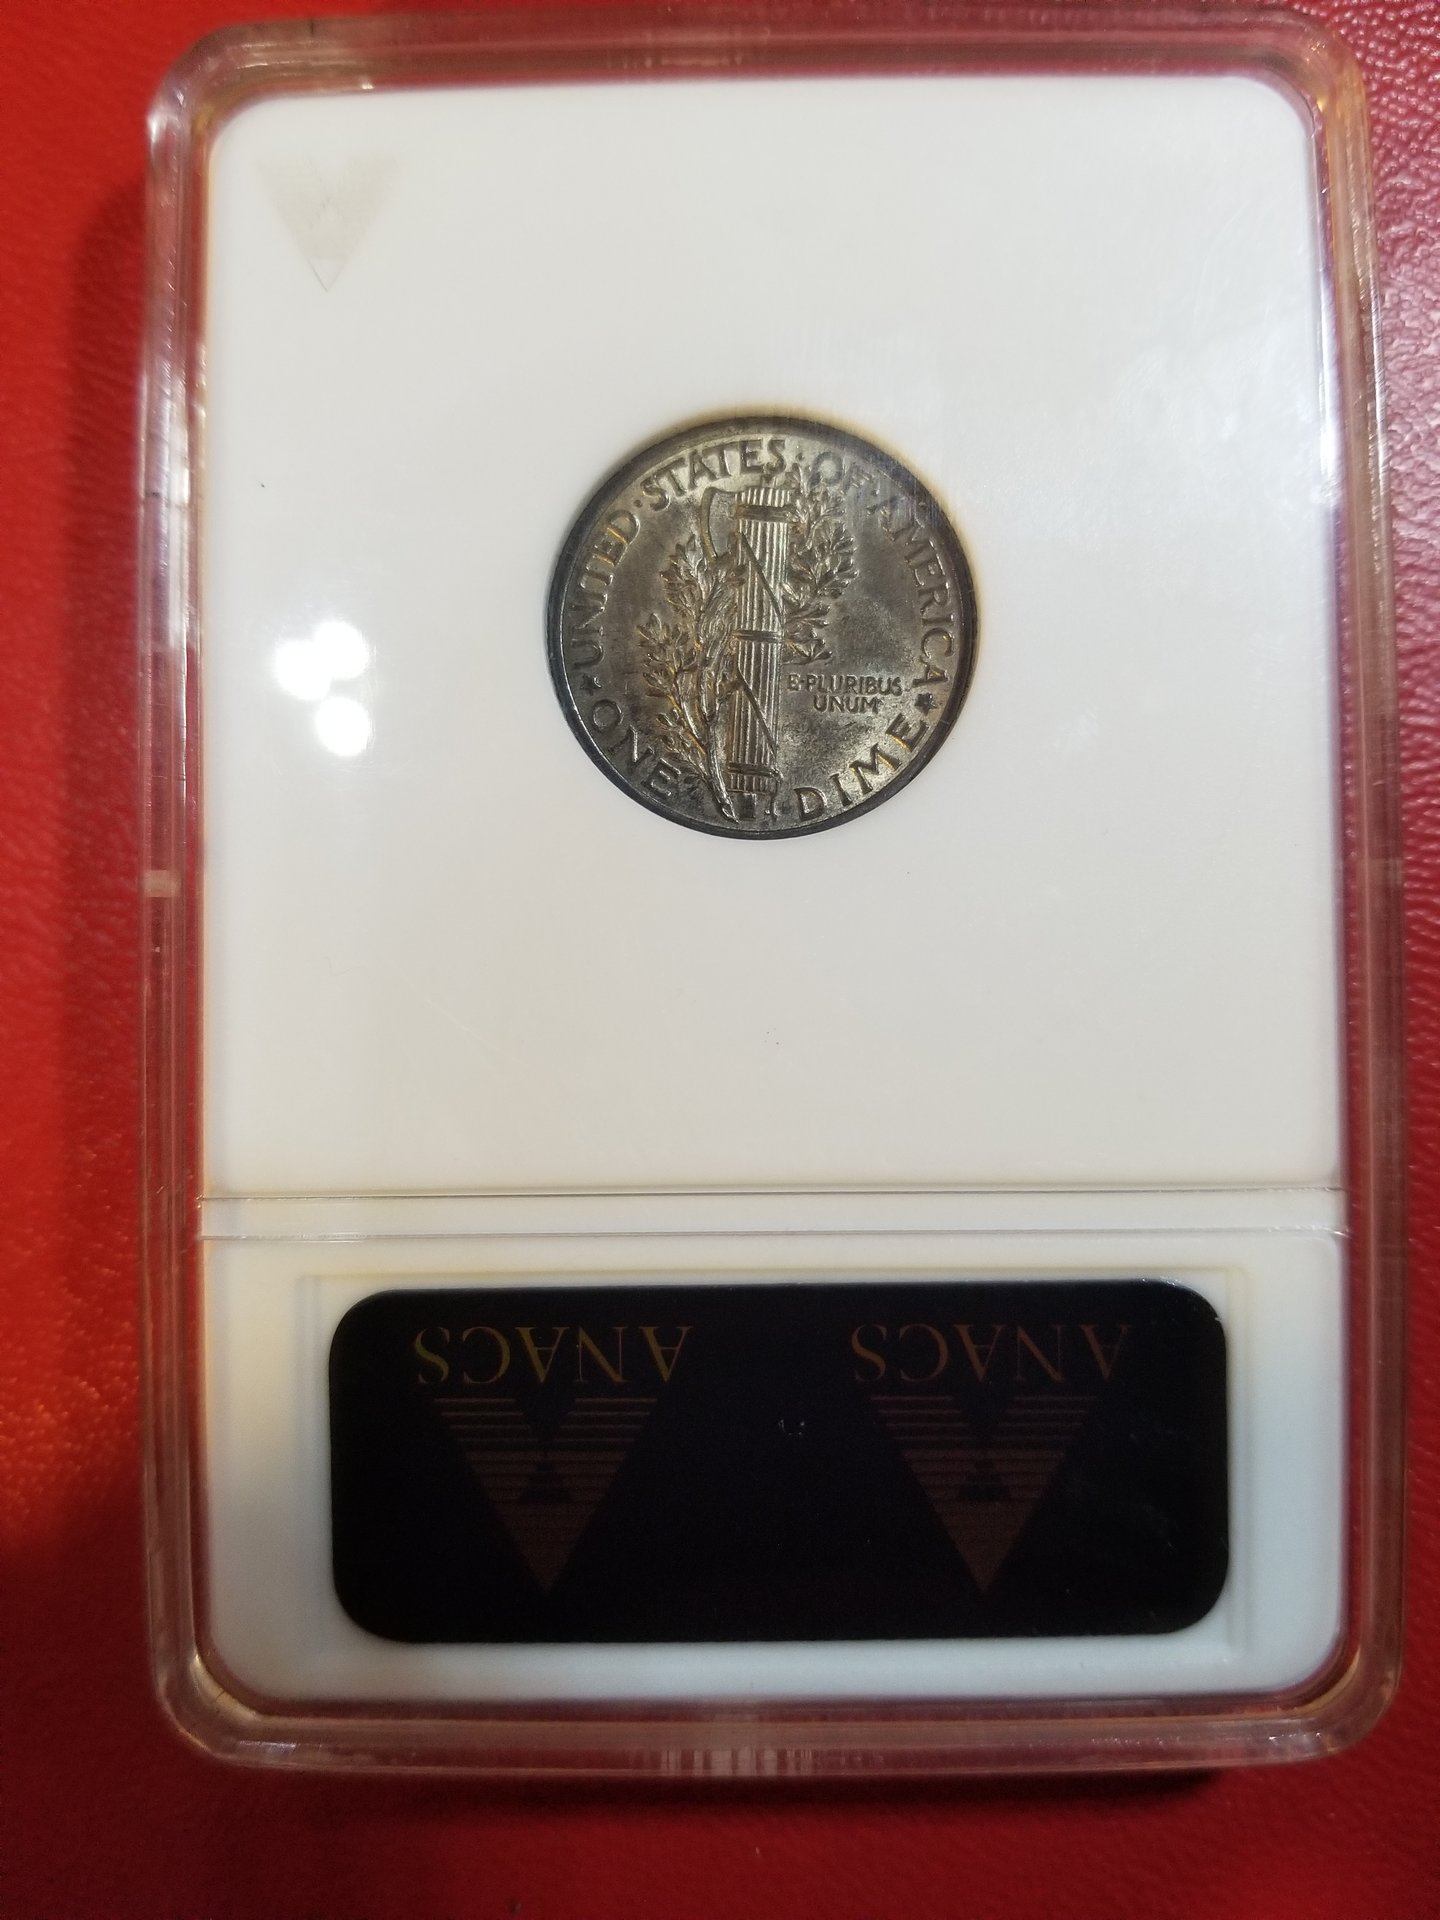 UNITED·STATES·OF·AMERICA
E·PLURIBUS
UNUM
ONE DIME
ANACS ANACS